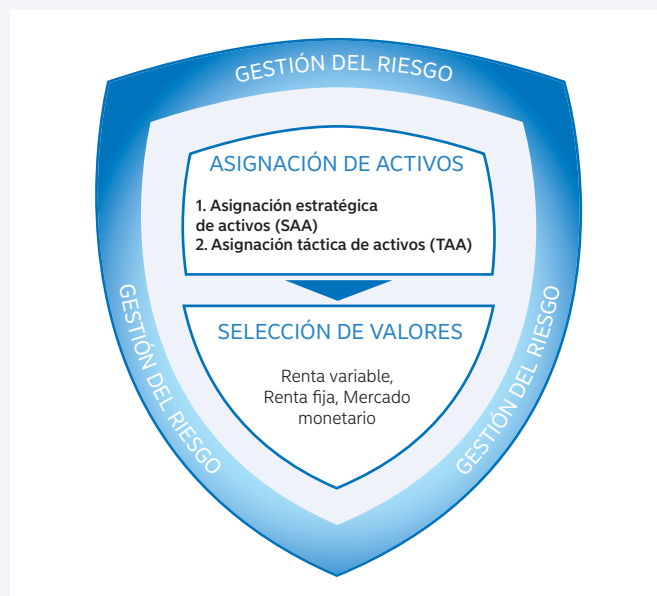 GESTIÓN DEL RIESGO
ASIGNACIÓN DE ACTIVOS
1. Asignación estratégica
de activos (SAA)
2. Asignación táctica de activos (TAA)
GESTIÓN DEL RIESGO
GESTIÓN DEL RIESGO
SELECCIÓN DE VALORES
Renta variable,
Renta fija, Mercado
monetario